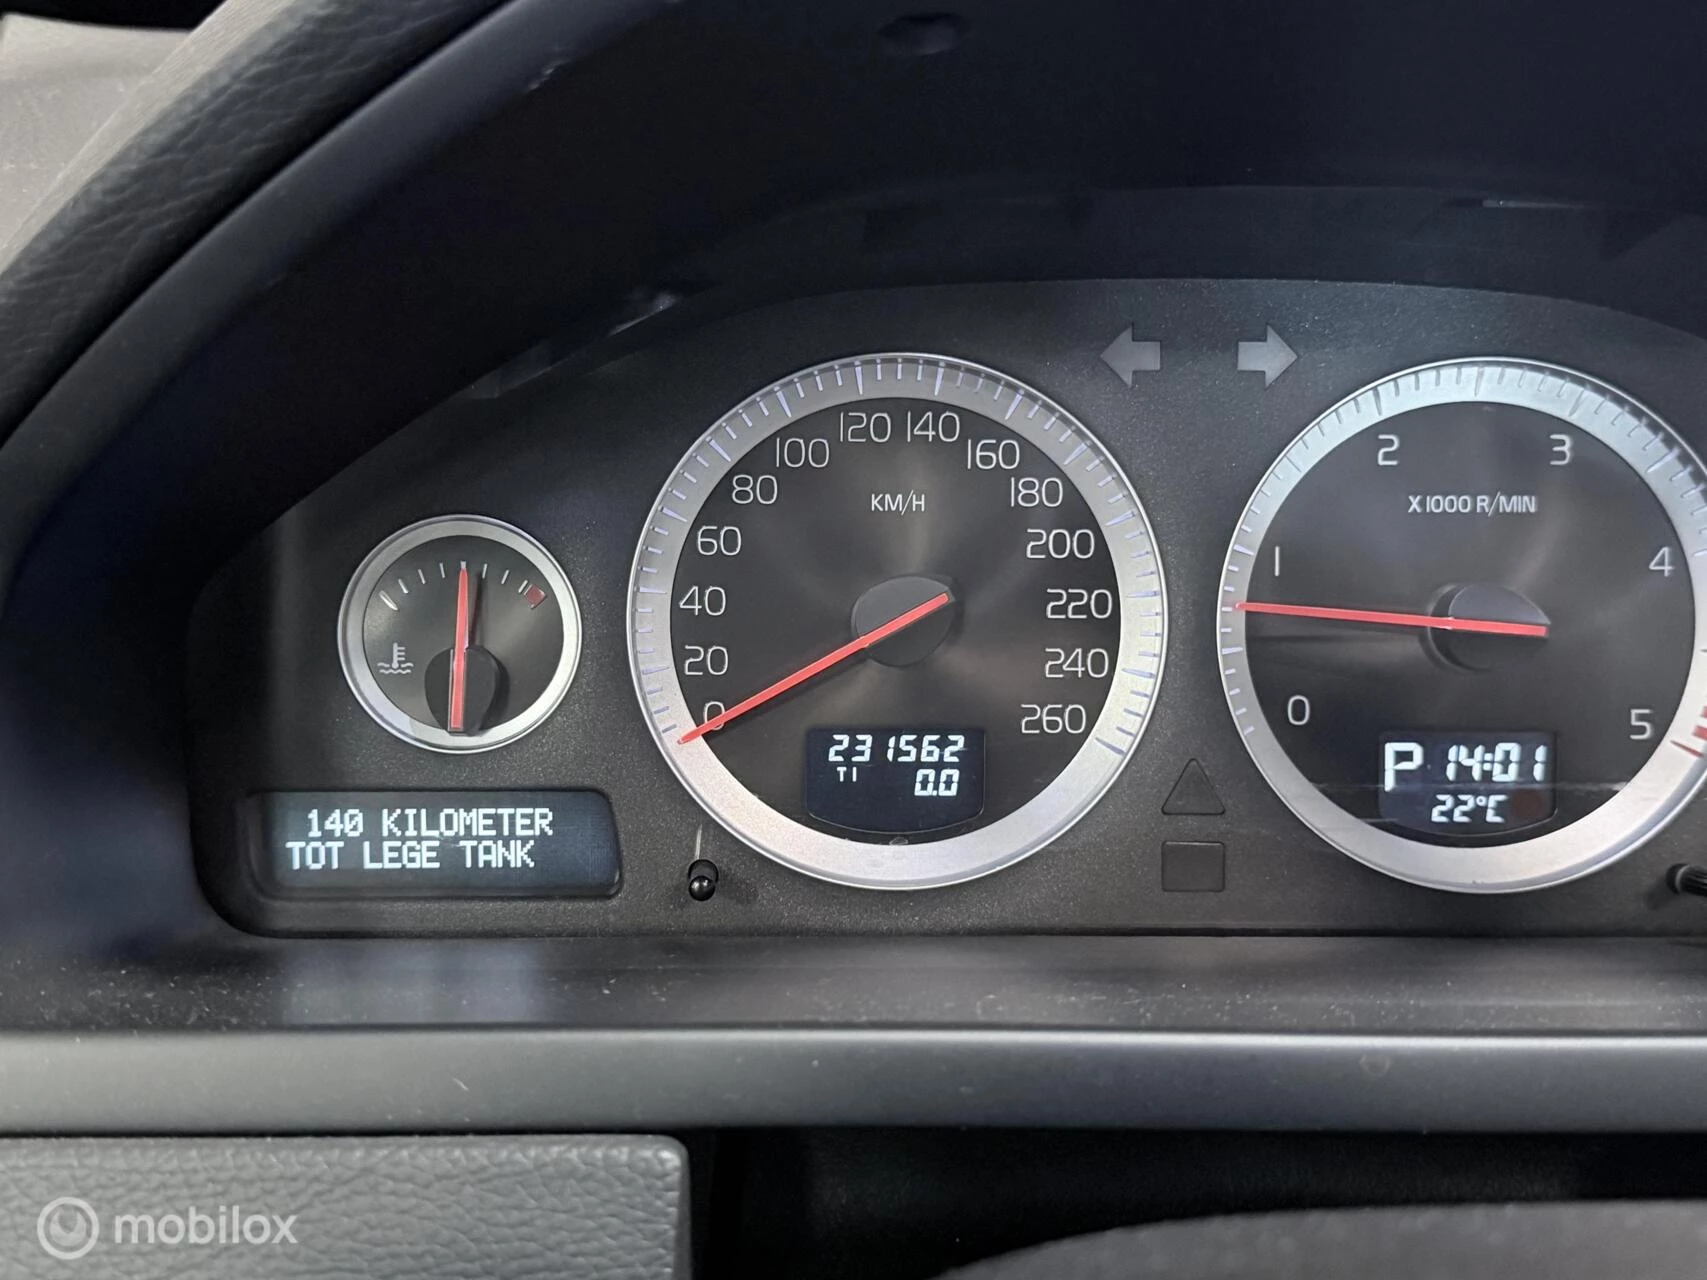 120 140
100 160
80 180
KM/H
60 200
40 220
20 240
0 260
231562
T1 0.0
2 3
X1000 R/MIN
1 4
0 5
P 14:01
22°C
140 KILOMETER
TOT LEGE TANK
mobilox